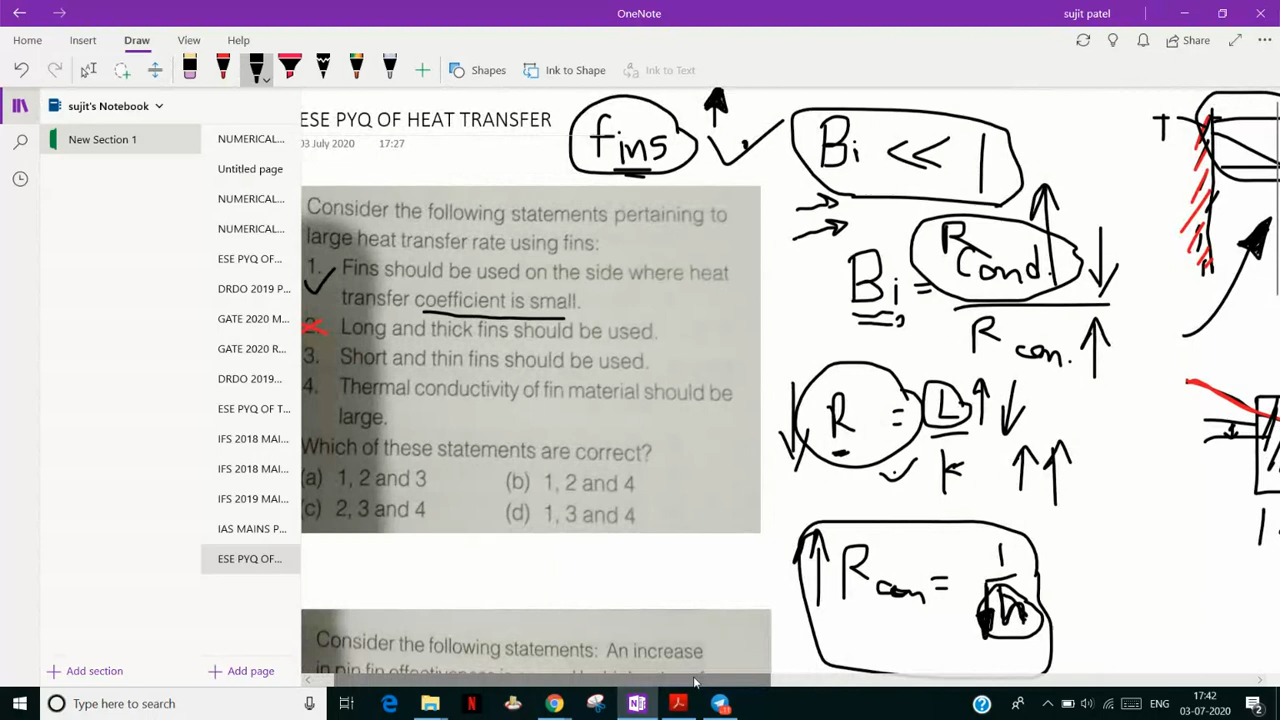 OneNote
sujit patel
Home
Insert
Draw
View
Help
Share
Shapes
Ink to Shape
Ink to Text
sujit's Notebook
New Section 1
NUMERICAL...
Untitled page
NUMERICAL...
NUMERICAL...
ESE PYQ OF...
DRDO 2019 P...
GATE 2020 M...
GATE 2020 R...
DRDO 2019...
ESE PYQ OF T...
IFS 2018 MAI...
IFS 2018 MAI...
IFS 2019 MAI...
IAS MAINS P...
ESE PYQ OF...
Add section
Add page
ESE PYQ OF HEAT TRANSFER
03 July 2020 17:27
Consider the following statements pertaining to
large heat transfer rate using fins:
1. Fins should be used on the side where heat
transfer coefficient is small.
2. Long and thick fins should be used.
3. Short and thin fins should be used.
4. Thermal conductivity of fin material should be
large.
Which of these statements are correct?
(a) 1, 2 and 3 (b) 1, 2 and 4
(c) 2, 3 and 4 (d) 1, 3 and 4
Consider the following statements: An increase
fins
Bi << 1
Bi = R cond.
R con.
R = L
K
R con = 1
h
Type here to search
17:42
03-07-2020
2